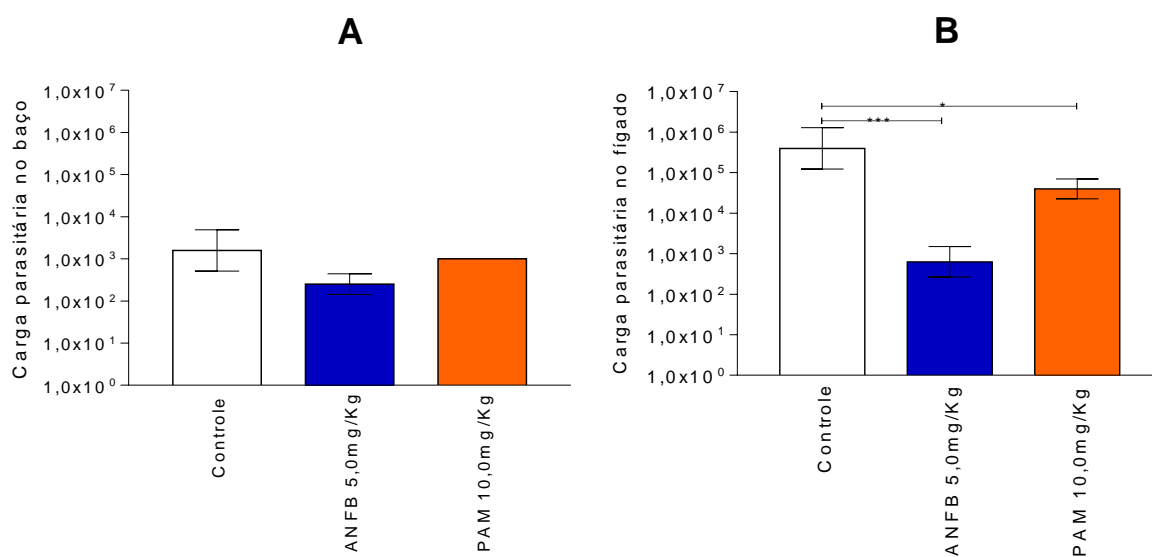 A
Carga parasitária no baço
1,0x10⁷
1,0x10⁶
1,0x10⁵
1,0x10⁴
1,0x10³
1,0x10²
1,0x10¹
1,0x10⁰
Controle
ANFB 5,0mg/Kg
PAM 10,0mg/Kg
B
Carga parasitária no fígado
1,0x10⁷
1,0x10⁶
1,0x10⁵
1,0x10⁴
1,0x10³
1,0x10²
1,0x10¹
1,0x10⁰
*
***
Controle
ANFB 5,0mg/Kg
PAM 10,0mg/Kg